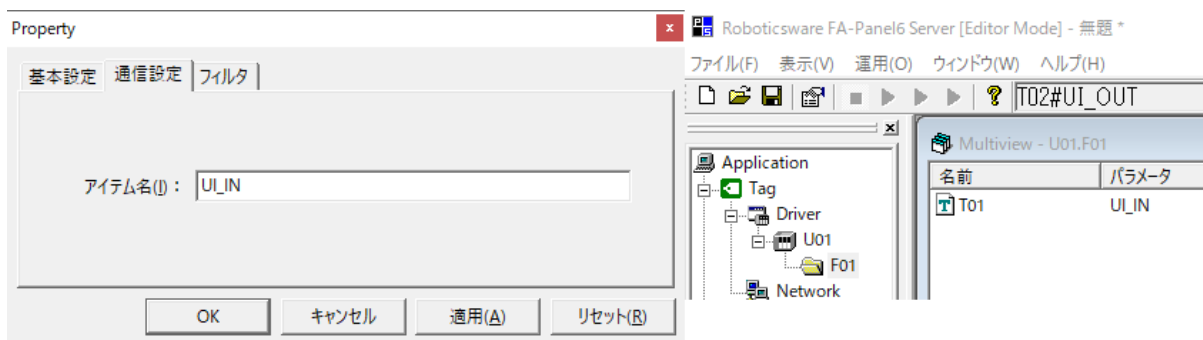 Property
基本設定 通信設定 フィルタ
アイテム名(I)： UI_IN
OK キャンセル 適用(A) リセット(R)
Roboticsware FA-Panel6 Server [Editor Mode] - 無題 *
ファイル(F) 表示(V) 運用(O) ウィンドウ(W) ヘルプ(H)
T02#UI_OUT
Application
Tag
Driver
U01
F01
Network
Multiview - U01.F01
名前 パラメータ
T01 UI_IN